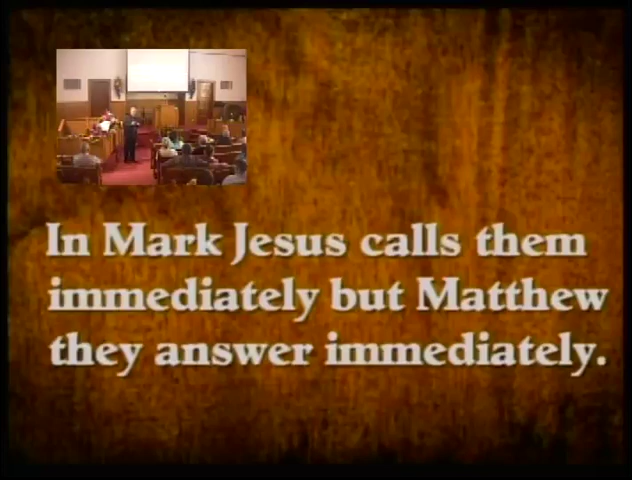 In Mark Jesus calls them
immediately but Matthew
they answer immediately.